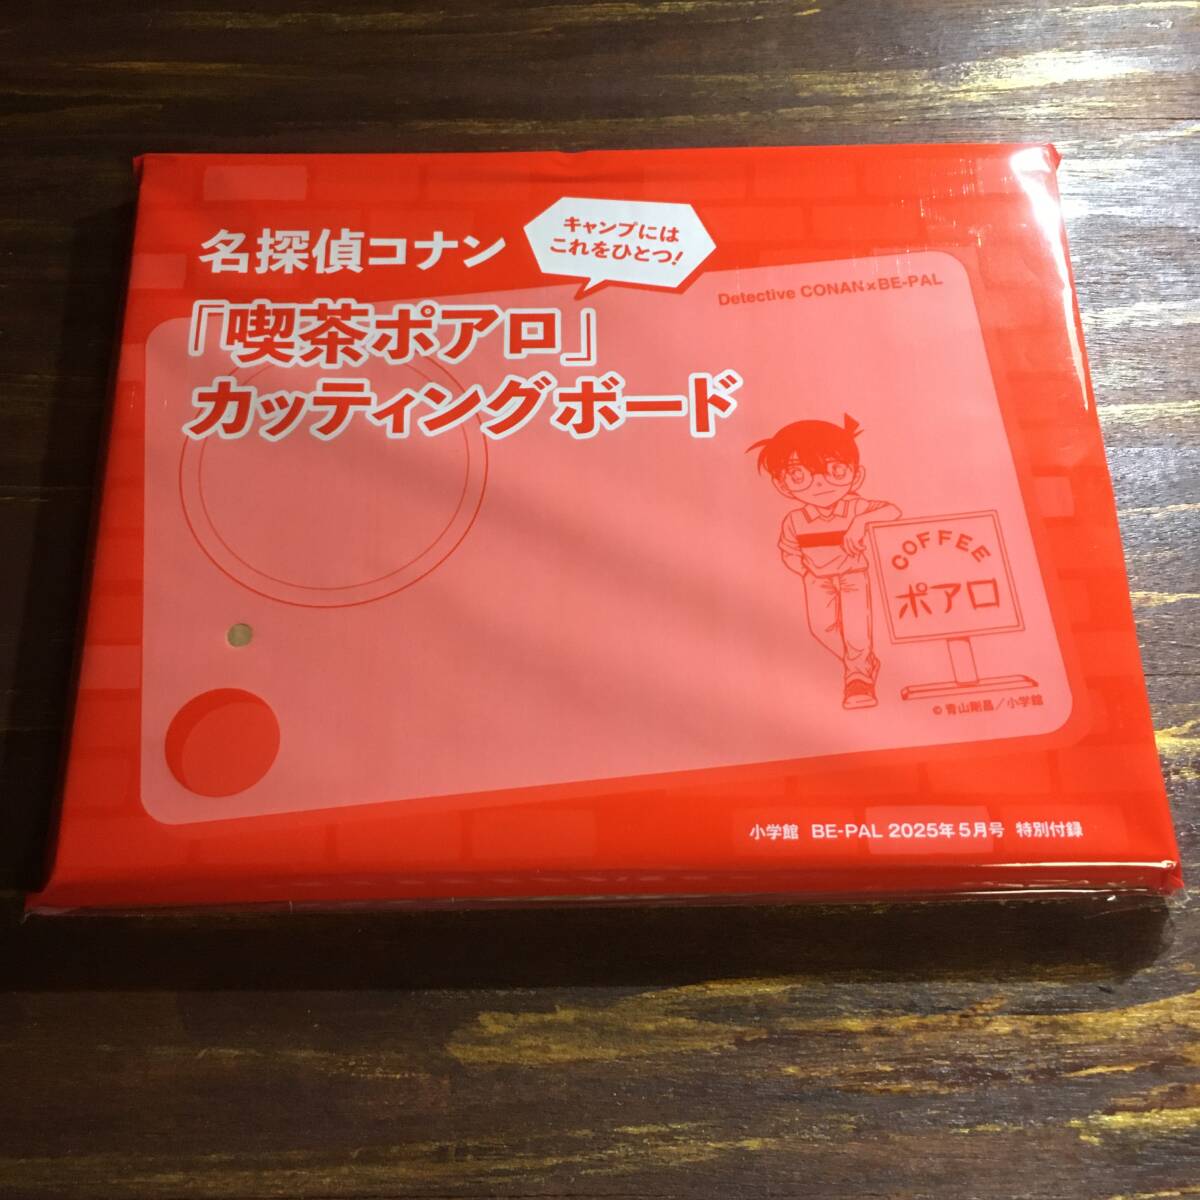 名探偵コナン
キャンプには
これをひとつ!
「喫茶ポアロ」
カッティングボード
Detective CONAN×BE-PAL
COFFEE
ポアロ
© 青山剛昌／小学館
小学館 BE-PAL 2025年5月号 特別付録